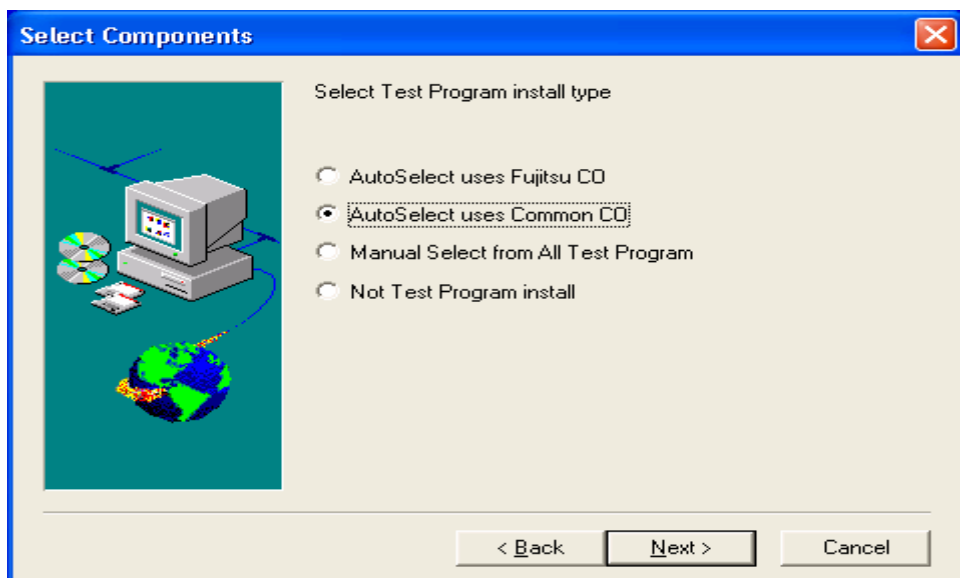 Select Components
Select Test Program install type
AutoSelect uses Fujitsu CO
AutoSelect uses Common CO
Manual Select from All Test Program
Not Test Program install
< Back
Next >
Cancel